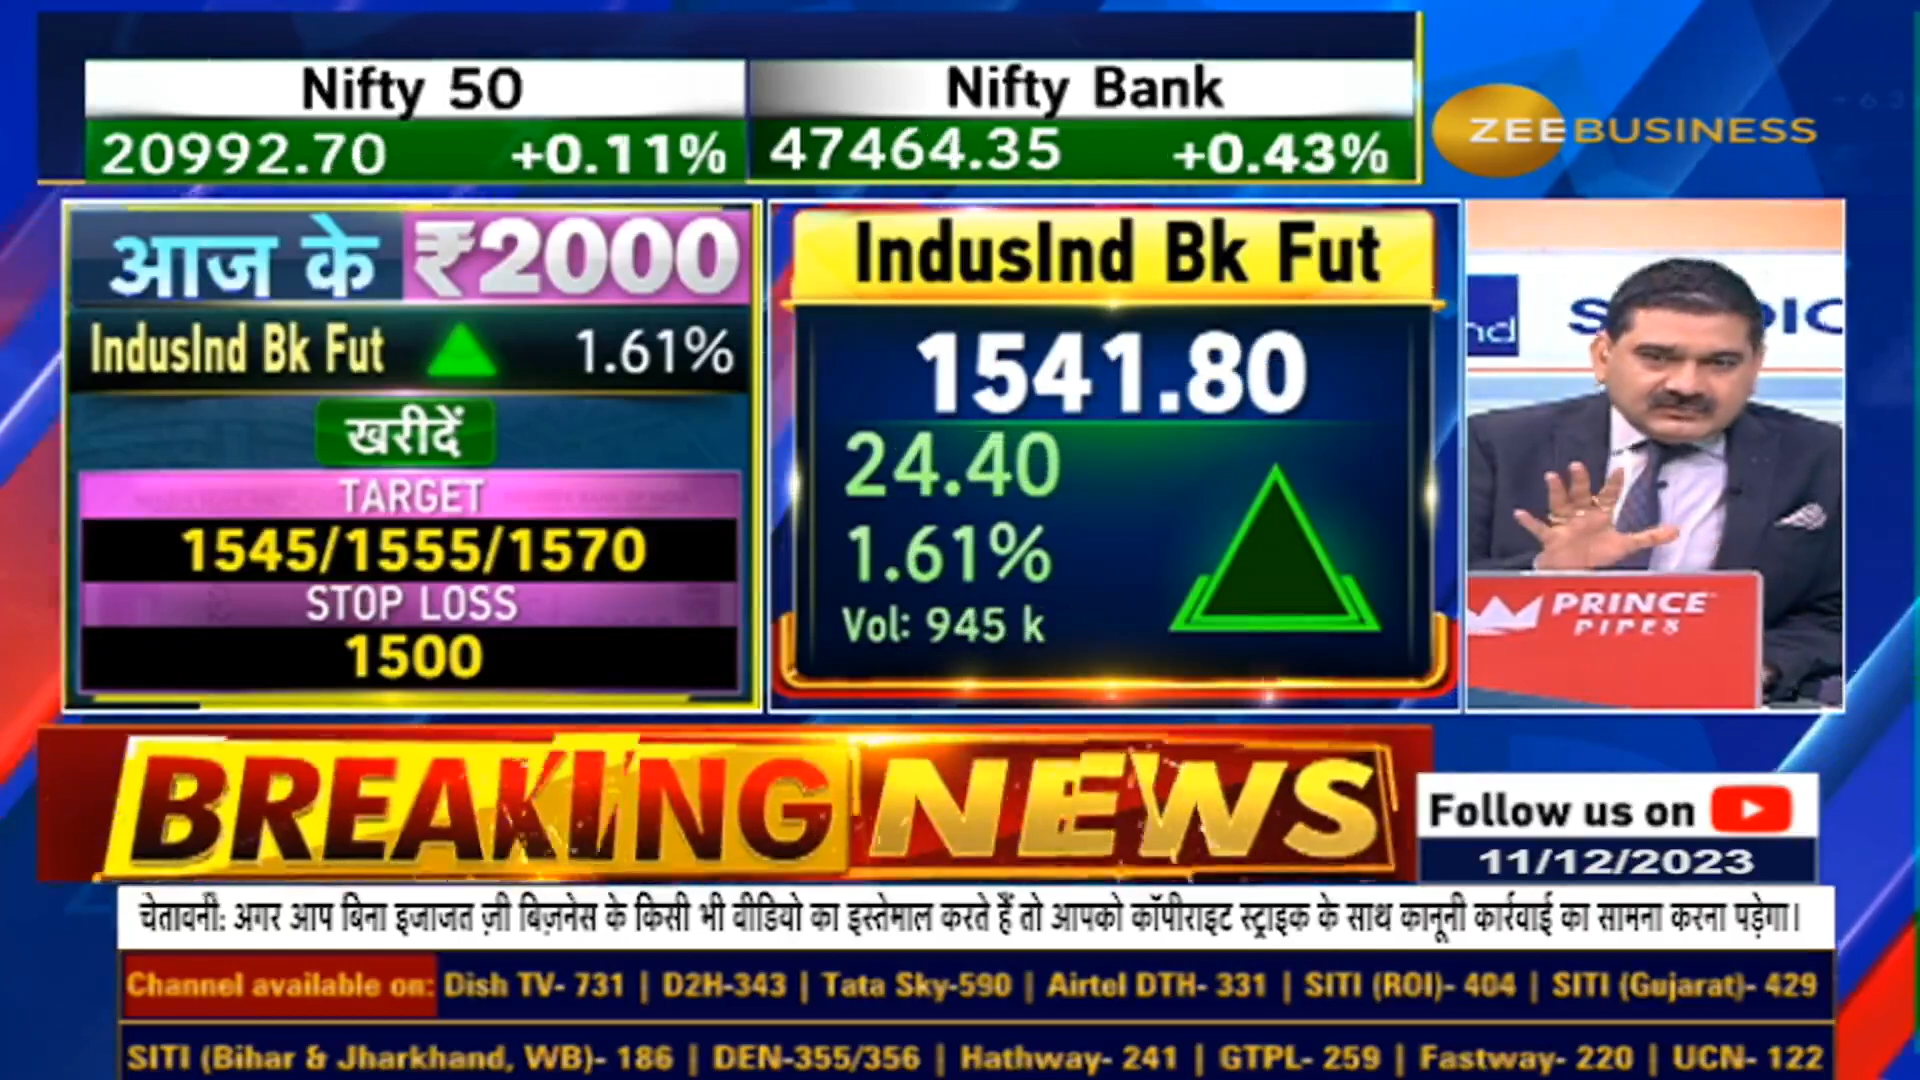 Nifty 50
20992.70 +0.11%
Nifty Bank
47464.35 +0.43%
ZEEBUSINESS
आज के ₹2000
IndusInd Bk Fut 1.61%
खरीदें
TARGET
1545/1555/1570
STOP LOSS
1500
IndusInd Bk Fut
1541.80
24.40
1.61%
Vol: 945 k
nd
PRINCE
PIPES
BREAKING NEWS
Follow us on
11/12/2023
चेतावनी: अगर आप बिना इजाजत ज़ी बिज़नेस के किसी भी वीडियो का इस्तेमाल करते हैं तो आपको कॉपीराइट स्ट्राइक के साथ कानूनी कार्रवाई का सामना करना पड़ेगा।
Channel available on: Dish TV- 731 | D2H-343 | Tata Sky-590 | Airtel DTH- 331 | SITI (ROI)- 404 | SITI (Gujarat)- 429
SITI (Bihar & Jharkhand, WB)- 186 | DEN-355/356 | Hathway- 241 | GTPL- 259 | Fastway- 220 | UCN- 122